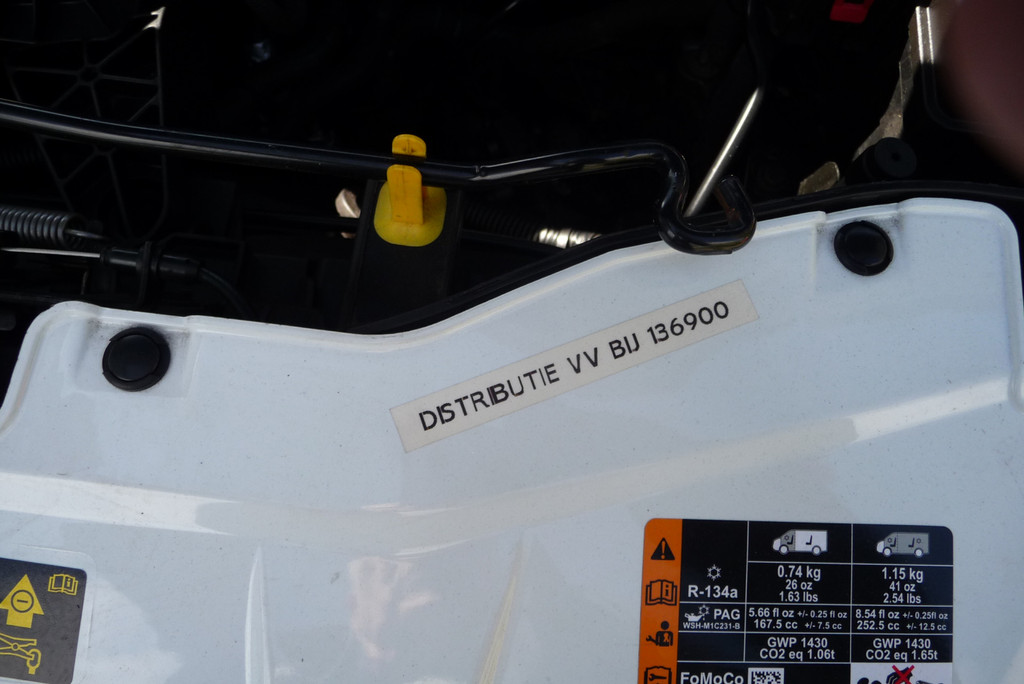 DISTRIBUTIE VV BIJ 136900
0.74 kg
26 oz
1.63 lbs
1.15 kg
41 oz
2.54 lbs
R-134a
PAG
WSH-M1C231-B
5.66 fl oz +/- 0.25 fl oz
167.5 cc +/- 7.5 cc
8.54 fl oz +/- 0.25fl oz
252.5 cc +/- 12.5 cc
GWP 1430
CO2 eq 1.06t
GWP 1430
CO2 eq 1.65t
FoMoCo